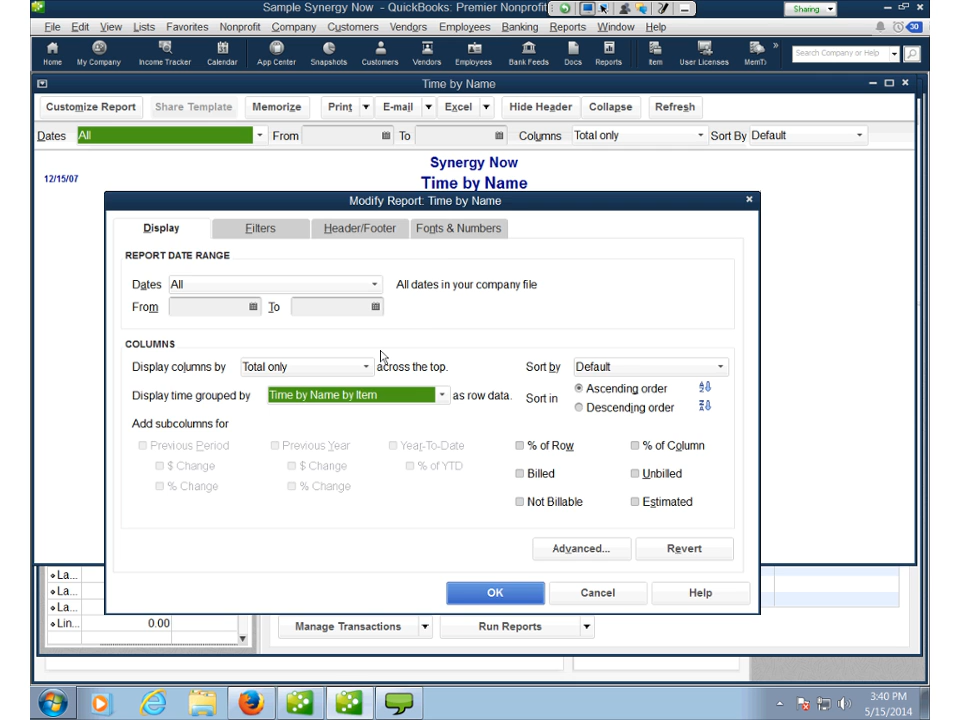 Sample Synergy Now - QuickBooks: Premier Nonprofit
Sharing
File Edit View Lists Favorites Nonprofit Company Customers Vendors Employees Banking Reports Window Help
30
Home My Company Income Tracker Calendar App Center Snapshots Customers Vendors Employees Bank Feeds Docs Reports Item User Licenses MemTx » Search Company or Help
Time by Name
Customize Report Share Template Memorize Print E-mail Excel Hide Header Collapse Refresh
Dates All From To Columns Total only Sort By Default
Synergy Now
12/15/07
Time by Name
Modify Report: Time by Name
Display Filters Header/Footer Fonts & Numbers
REPORT DATE RANGE
Dates All All dates in your company file
From To
COLUMNS
Display columns by Total only across the top. Sort by Default
Display time grouped by Time by Name by Item as row data. Sort in Ascending order
Descending order
Add subcolumns for
Previous Period Previous Year Year-To-Date % of Row % of Column
$ Change $ Change % of YTD Billed Unbilled
% Change % Change Not Billable Estimated
Advanced... Revert
La...
La... OK Cancel Help
La...
Lin... 0.00 Manage Transactions Run Reports
3:40 PM
5/15/2014